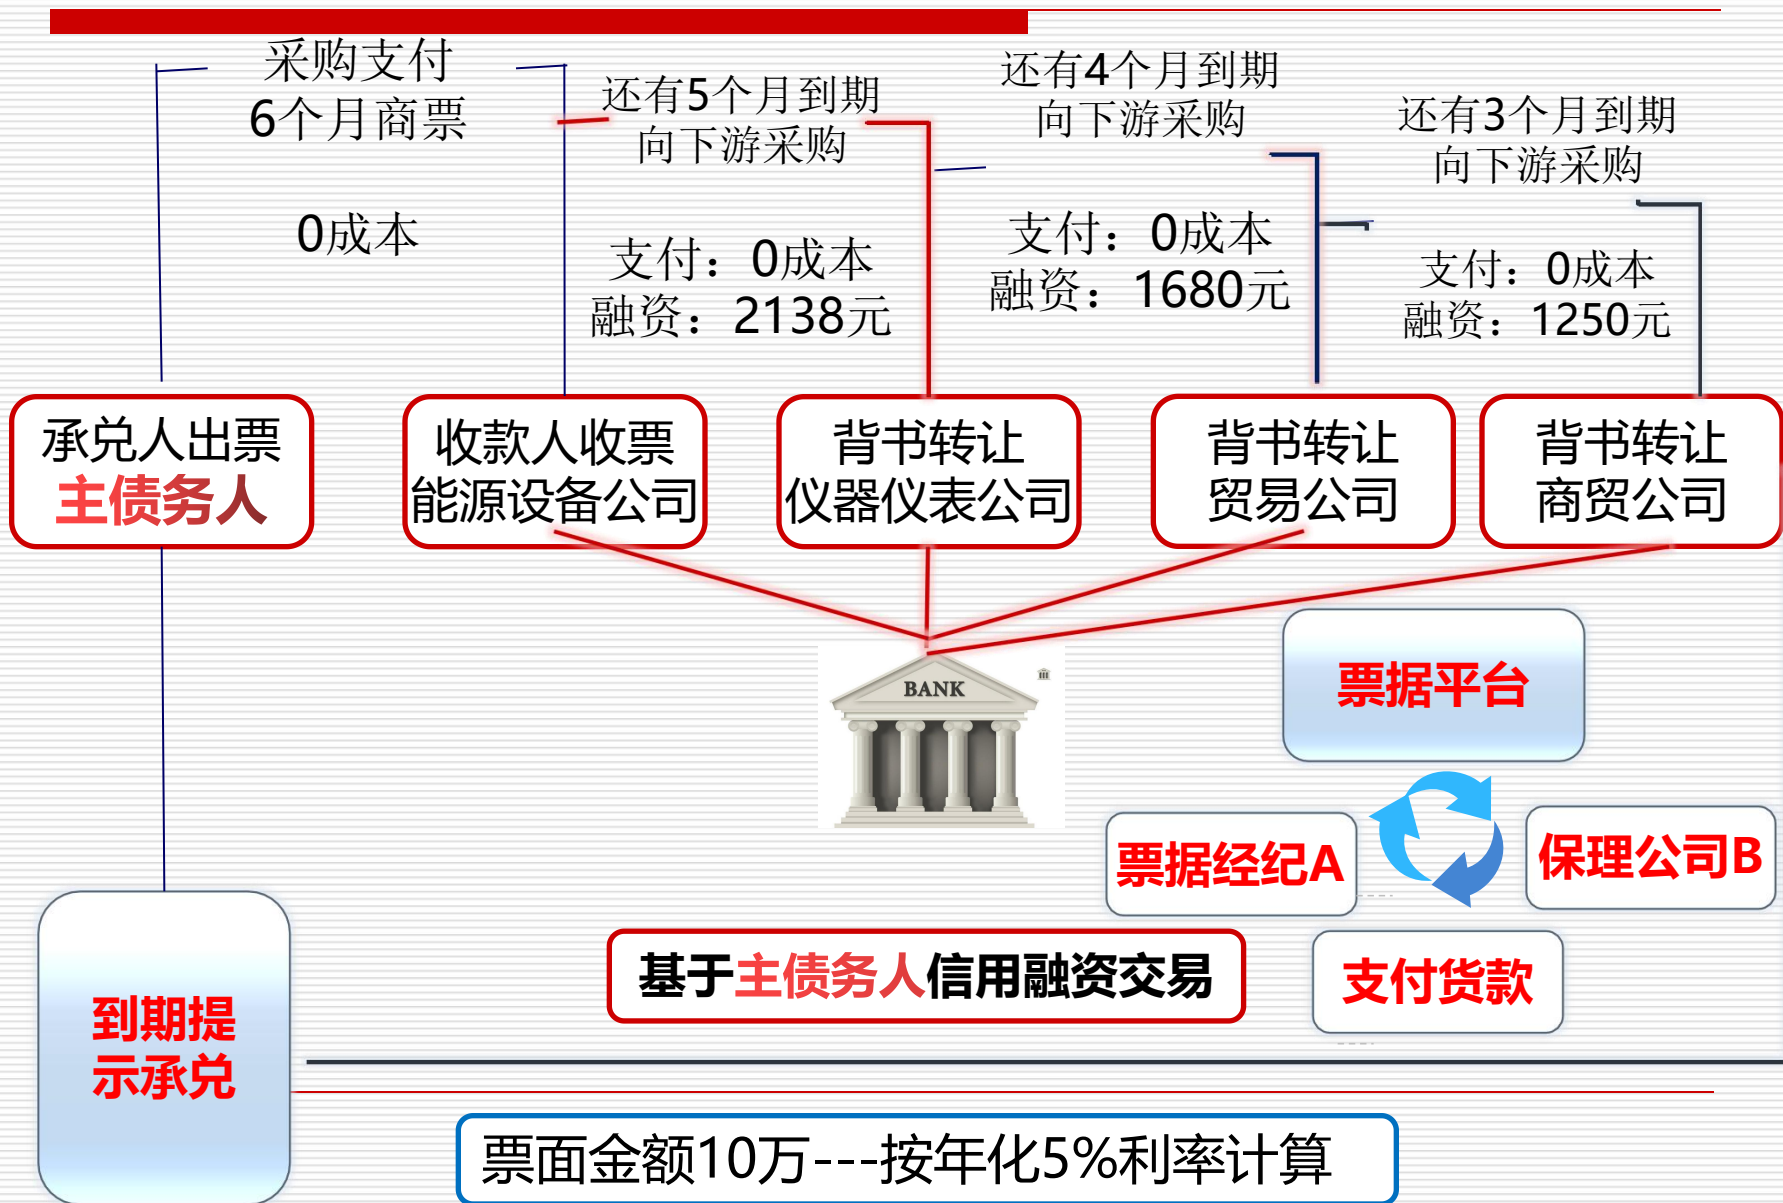 采购支付
6个月商票
0成本
还有5个月到期
向下游采购
支付：0成本
融资：2138元
还有4个月到期
向下游采购
支付：0成本
融资：1680元
还有3个月到期
向下游采购
支付：0成本
融资：1250元
承兑人出票
主债务人
收款人收票
能源设备公司
背书转让
仪器仪表公司
背书转让
贸易公司
背书转让
商贸公司
BANK
票据平台
票据经纪A
保理公司B
支付货款
基于主债务人信用融资交易
到期提
示承兑
票面金额10万---按年化5%利率计算